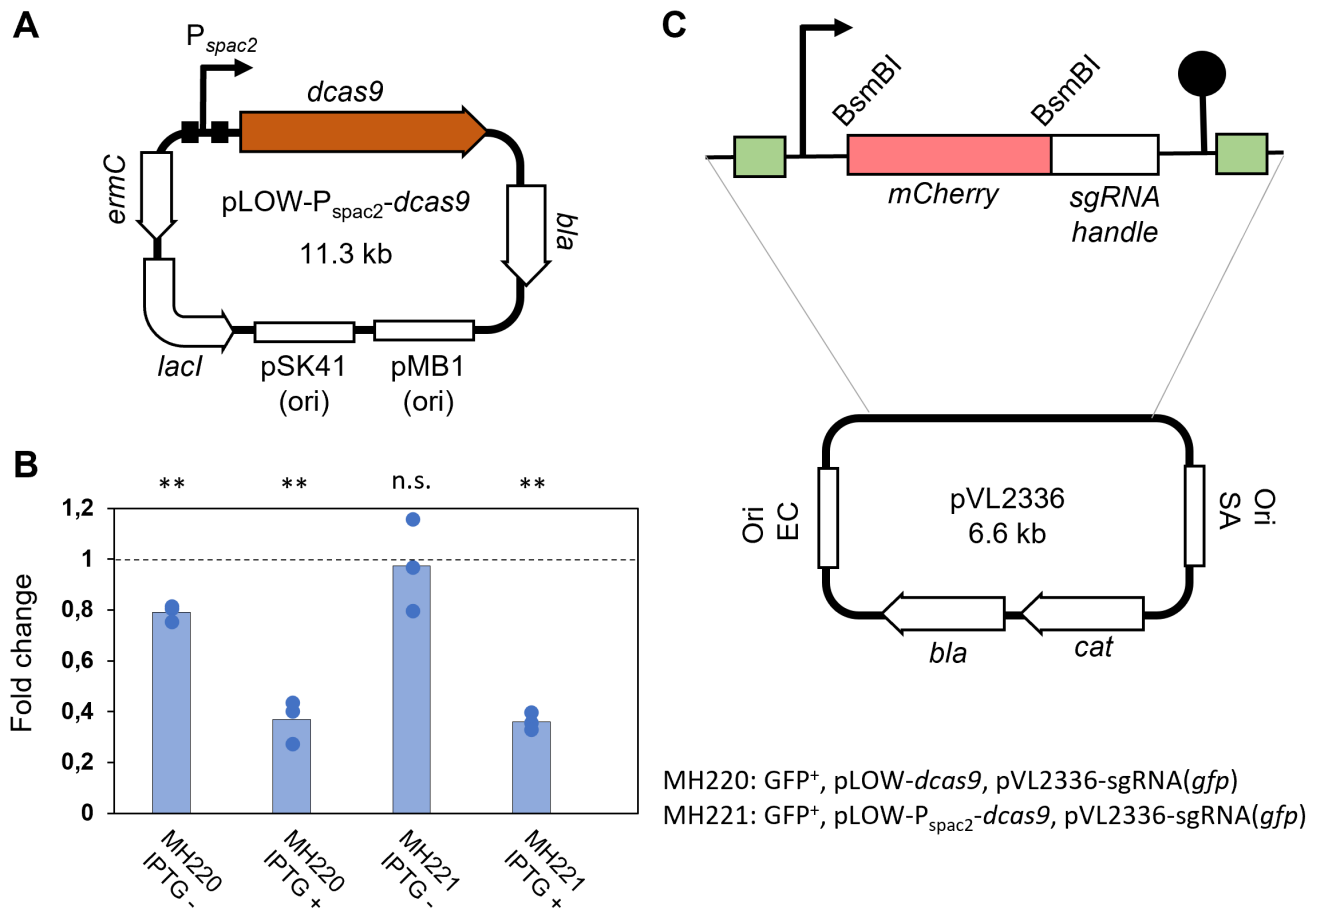 A
P spac2
dcas9
ermC
pLOW-Pspac2-dcas9
11.3 kb
bla
lacI
pSK41
(ori)
pMB1
(ori)
B
** ** n.s. **
Fold change
1,2
1
0,8
0,6
0,4
0,2
0
MH220
IPTG -
MH220
IPTG +
MH221
IPTG -
MH221
IPTG +
C
BsmBI
BsmBI
mCherry
sgRNA
handle
Ori
EC
pVL2336
6.6 kb
Ori
SA
bla
cat
MH220: GFP+, pLOW-dcas9, pVL2336-sgRNA(gfp)
MH221: GFP+, pLOW-Pspac2-dcas9, pVL2336-sgRNA(gfp)